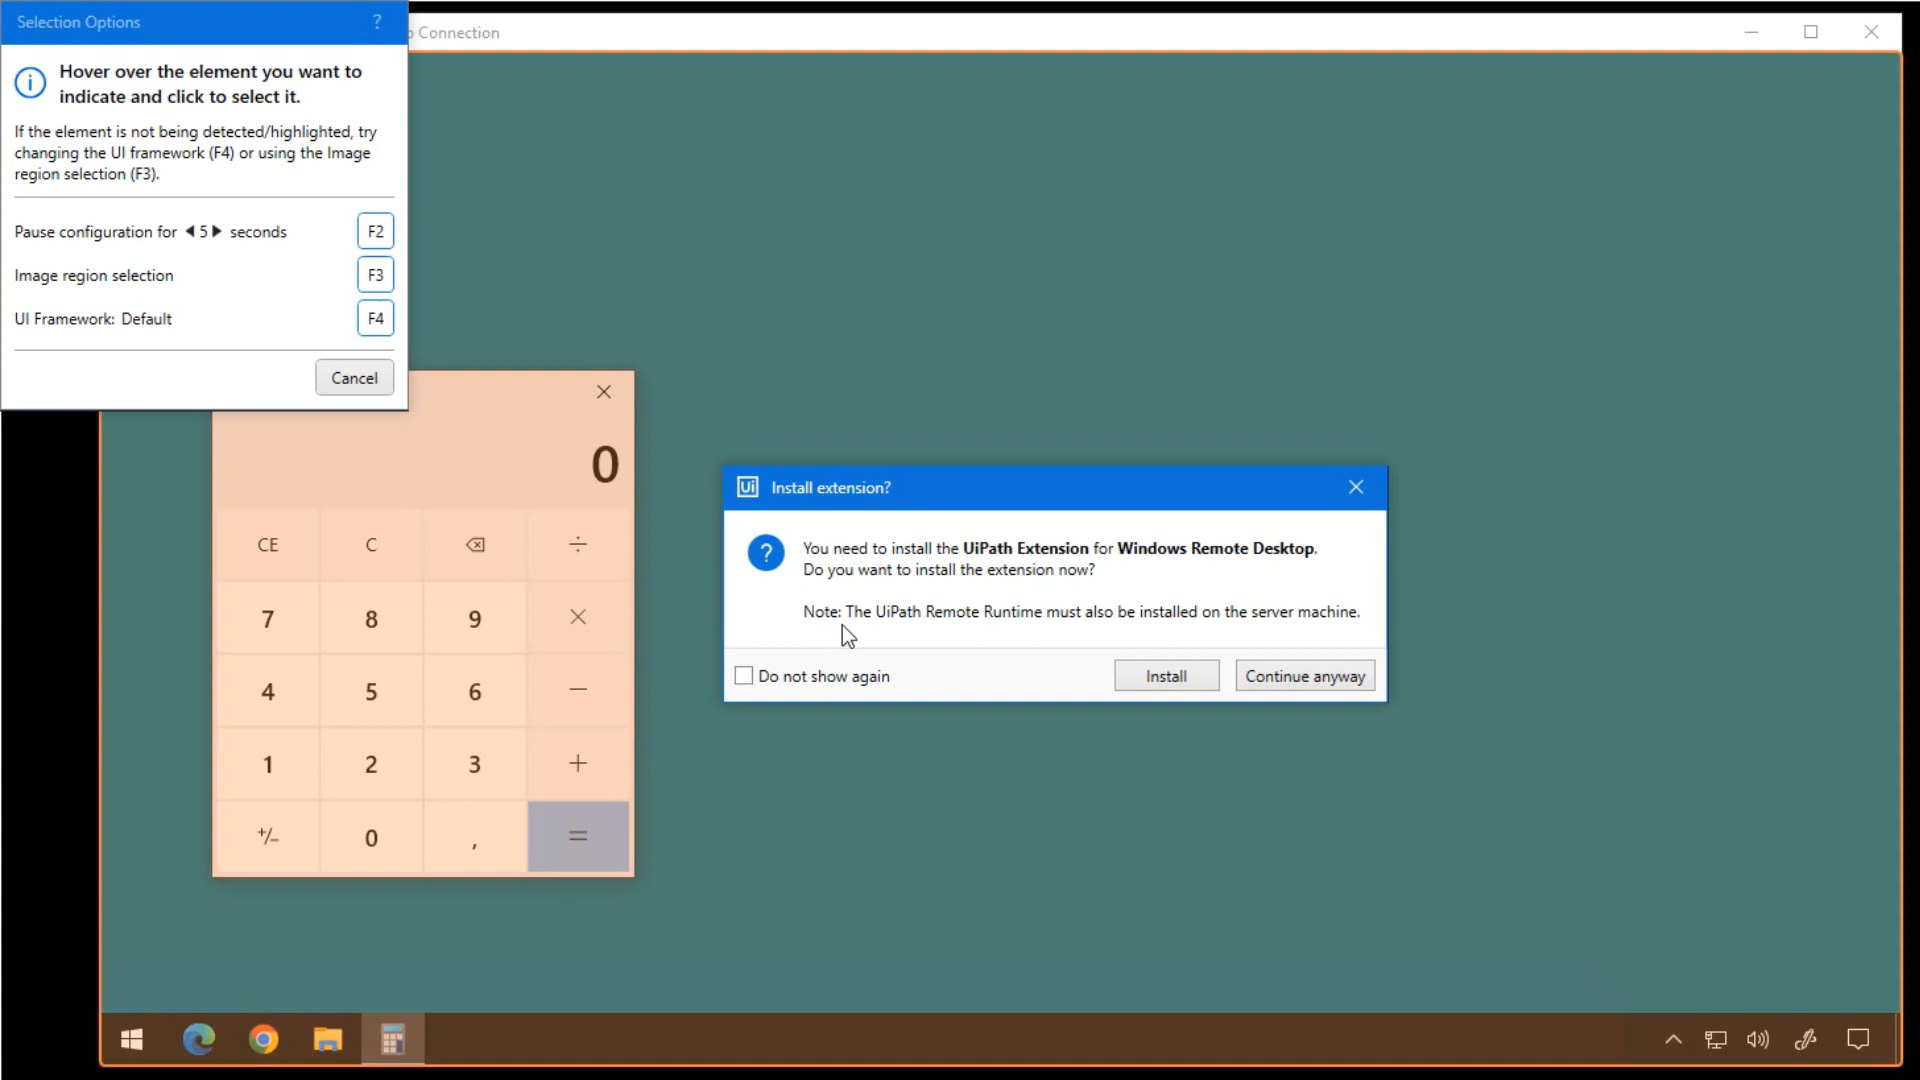 Selection Options ?
Connection
Hover over the element you want to
indicate and click to select it.
If the element is not being detected/highlighted, try
changing the UI framework (F4) or using the Image
region selection (F3).
Pause configuration for 5 seconds F2
Image region selection F3
UI Framework: Default F4
Cancel
0
CE C ÷
7 8 9 ×
4 5 6 −
1 2 3 +
+/− 0 , =
Ui Install extension?
You need to install the UiPath Extension for Windows Remote Desktop.
Do you want to install the extension now?
Note: The UiPath Remote Runtime must also be installed on the server machine.
Do not show again Install Continue anyway